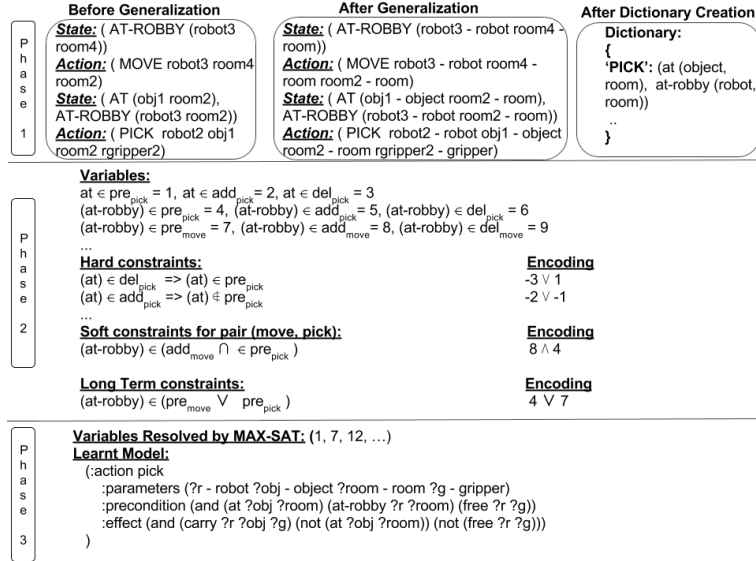 Before Generalization
After Generalization
After Dictionary Creation
Phase 1
State: ( AT-ROBBY (robot3
room4))
Action: ( MOVE robot3 room4
room2)
State: ( AT (obj1 room2),
AT-ROBBY (robot3 room2))
Action: ( PICK robot2 obj1
room2 rgripper2)
State: ( AT-ROBBY (robot3 - robot room4 -
room))
Action: ( MOVE robot3 - robot room4 -
room room2 - room)
State: ( AT (obj1 - object room2 - room),
AT-ROBBY (robot3 - robot room2 - room))
Action: ( PICK robot2 - robot obj1 - object
room2 - room rgripper2 - gripper)
Dictionary:
{
‘PICK’: (at (object,
room), at-robby (robot,
room))
..
}
Phase 2
Variables:
at ∈ pre_pick = 1, at ∈ add_pick = 2, at ∈ del_pick = 3
(at-robby) ∈ pre_pick = 4, (at-robby) ∈ add_pick = 5, (at-robby) ∈ del_pick = 6
(at-robby) ∈ pre_move = 7, (at-robby) ∈ add_move = 8, (at-robby) ∈ del_move = 9
...
Hard constraints: Encoding
(at) ∈ del_pick => (at) ∈ pre_pick -3 ∨ 1
(at) ∈ add_pick => (at) ∉ pre_pick -2 ∨ -1
...
Soft constraints for pair (move, pick): Encoding
(at-robby) ∈ (add_move ∩ ∈ pre_pick ) 8 ∧ 4
Long Term constraints: Encoding
(at-robby) ∈ (pre_move ∨ pre_pick ) 4 ∨ 7
Phase 3
Variables Resolved by MAX-SAT: (1, 7, 12, …)
Learnt Model:
(:action pick
:parameters (?r - robot ?obj - object ?room - room ?g - gripper)
:precondition (and (at ?obj ?room) (at-robby ?r ?room) (free ?r ?g))
:effect (and (carry ?r ?obj ?g) (not (at ?obj ?room)) (not (free ?r ?g)))
)